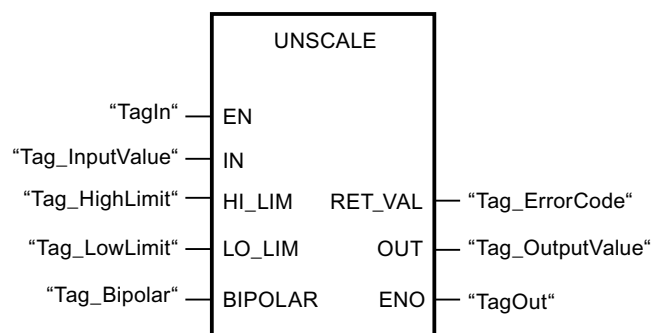 UNSCALE
“TagIn“ EN
“Tag_InputValue“ IN
“Tag_HighLimit“ HI_LIM RET_VAL “Tag_ErrorCode“
“Tag_LowLimit“ LO_LIM OUT “Tag_OutputValue“
“Tag_Bipolar“ BIPOLAR ENO “TagOut“